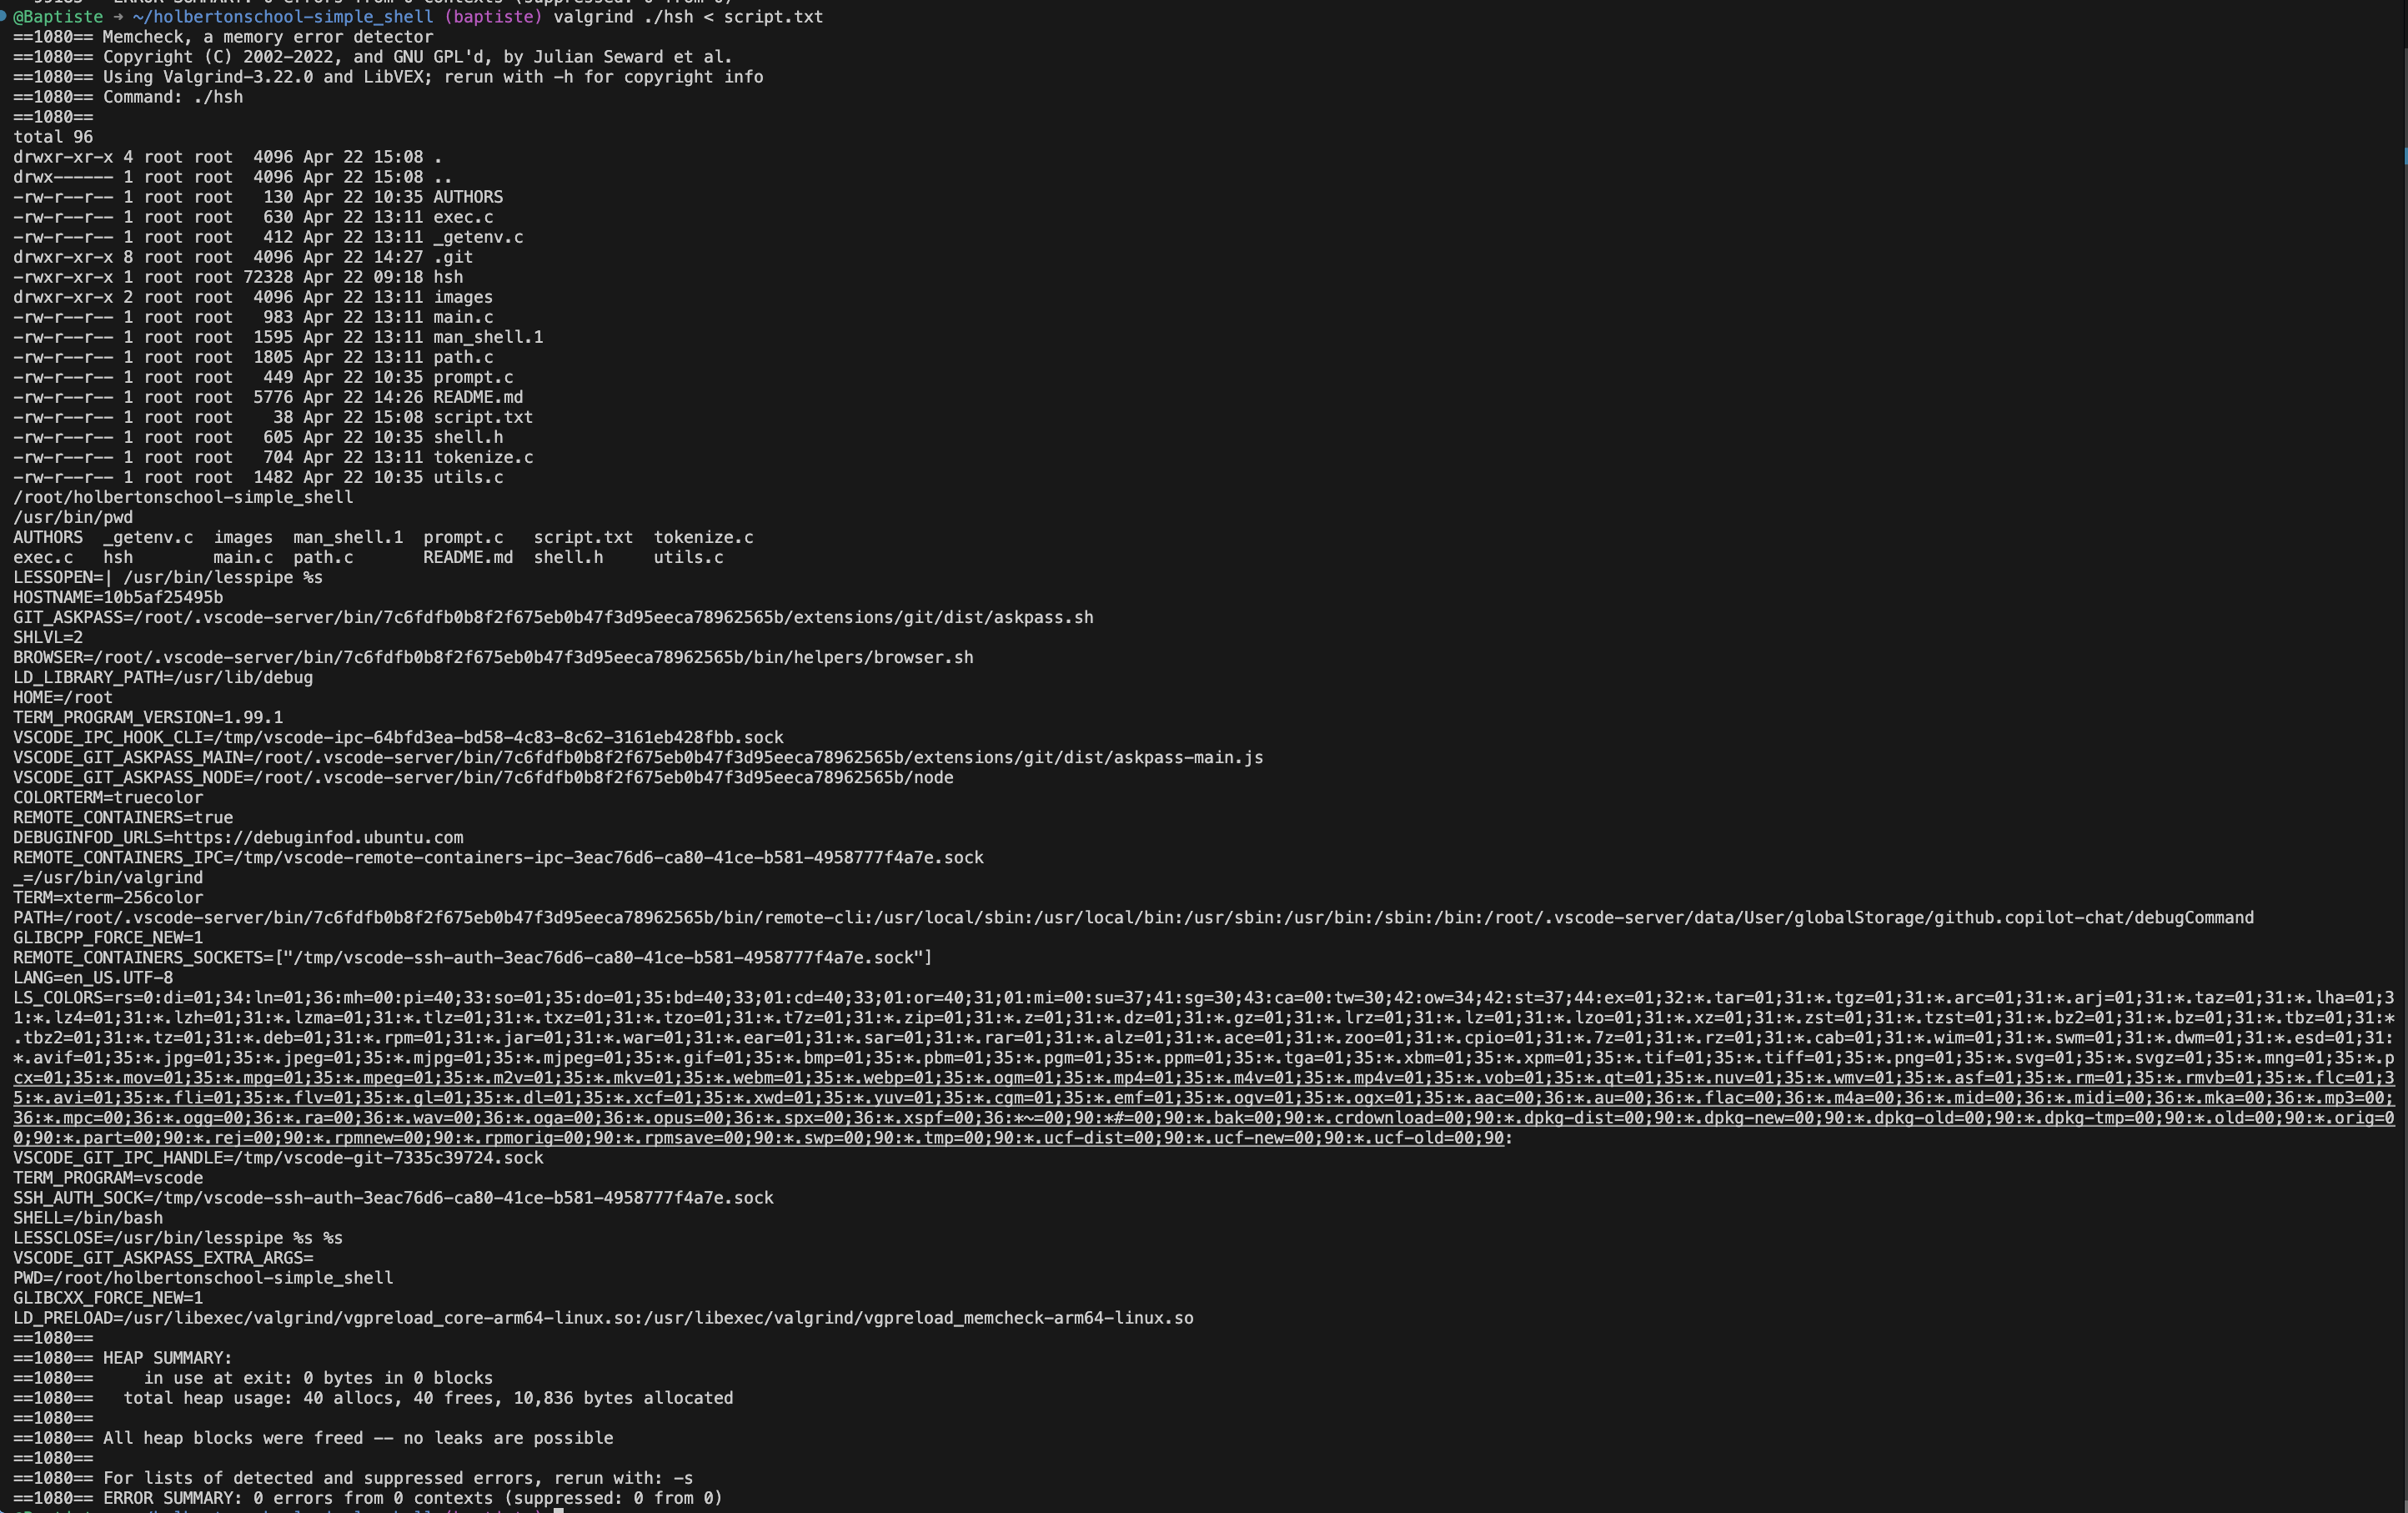 @Baptiste → ~/holbertonschool-simple_shell (baptiste) valgrind ./hsh < script.txt
==1080== Memcheck, a memory error detector
==1080== Copyright (C) 2002-2022, and GNU GPL'd, by Julian Seward et al.
==1080== Using Valgrind-3.22.0 and LibVEX; rerun with -h for copyright info
==1080== Command: ./hsh
==1080==
total 96
drwxr-xr-x 4 root root  4096 Apr 22 15:08 .
drwx------ 1 root root  4096 Apr 22 15:08 ..
-rw-r--r-- 1 root root   130 Apr 22 10:35 AUTHORS
-rw-r--r-- 1 root root   630 Apr 22 13:11 exec.c
-rw-r--r-- 1 root root   412 Apr 22 13:11 _getenv.c
drwxr-xr-x 8 root root  4096 Apr 22 14:27 .git
-rwxr-xr-x 1 root root 72328 Apr 22 09:18 hsh
drwxr-xr-x 2 root root  4096 Apr 22 13:11 images
-rw-r--r-- 1 root root   983 Apr 22 13:11 main.c
-rw-r--r-- 1 root root  1595 Apr 22 13:11 man_shell.1
-rw-r--r-- 1 root root  1805 Apr 22 13:11 path.c
-rw-r--r-- 1 root root   449 Apr 22 10:35 prompt.c
-rw-r--r-- 1 root root  5776 Apr 22 14:26 README.md
-rw-r--r-- 1 root root    38 Apr 22 15:08 script.txt
-rw-r--r-- 1 root root   605 Apr 22 10:35 shell.h
-rw-r--r-- 1 root root   704 Apr 22 13:11 tokenize.c
-rw-r--r-- 1 root root  1482 Apr 22 10:35 utils.c
/root/holbertonschool-simple_shell
/usr/bin/pwd
AUTHORS  _getenv.c  images  man_shell.1  prompt.c   script.txt  tokenize.c
exec.c   hsh        main.c  path.c       README.md  shell.h     utils.c
LESSOPEN=| /usr/bin/lesspipe %s
HOSTNAME=10b5af25495b
GIT_ASKPASS=/root/.vscode-server/bin/7c6fdfb0b8f2f675eb0b47f3d95eeca78962565b/extensions/git/dist/askpass.sh
SHLVL=2
BROWSER=/root/.vscode-server/bin/7c6fdfb0b8f2f675eb0b47f3d95eeca78962565b/bin/helpers/browser.sh
LD_LIBRARY_PATH=/usr/lib/debug
HOME=/root
TERM_PROGRAM_VERSION=1.99.1
VSCODE_IPC_HOOK_CLI=/tmp/vscode-ipc-64bfd3ea-bd58-4c83-8c62-3161eb428fbb.sock
VSCODE_GIT_ASKPASS_MAIN=/root/.vscode-server/bin/7c6fdfb0b8f2f675eb0b47f3d95eeca78962565b/extensions/git/dist/askpass-main.js
VSCODE_GIT_ASKPASS_NODE=/root/.vscode-server/bin/7c6fdfb0b8f2f675eb0b47f3d95eeca78962565b/node
COLORTERM=truecolor
REMOTE_CONTAINERS=true
DEBUGINFOD_URLS=https://debuginfod.ubuntu.com
REMOTE_CONTAINERS_IPC=/tmp/vscode-remote-containers-ipc-3eac76d6-ca80-41ce-b581-4958777f4a7e.sock
_=/usr/bin/valgrind
TERM=xterm-256color
PATH=/root/.vscode-server/bin/7c6fdfb0b8f2f675eb0b47f3d95eeca78962565b/bin/remote-cli:/usr/local/sbin:/usr/local/bin:/usr/sbin:/usr/bin:/sbin:/bin:/root/.vscode-server/data/User/globalStorage/github.copilot-chat/debugCommand
GLIBCPP_FORCE_NEW=1
REMOTE_CONTAINERS_SOCKETS=["/tmp/vscode-ssh-auth-3eac76d6-ca80-41ce-b581-4958777f4a7e.sock"]
LANG=en_US.UTF-8
LS_COLORS=rs=0:di=01;34:ln=01;36:mh=00:pi=40;33:so=01;35:do=01;35:bd=40;33;01:cd=40;33;01:or=40;31;01:mi=00:su=37;41:sg=30;43:ca=00:tw=30;42:ow=34;42:st=37;44:ex=01;32:*.tar=01;31:*.tgz=01;31:*.arc=01;31:*.arj=01;31:*.taz=01;31:*.lha=01;3
1:*.lz4=01;31:*.lzh=01;31:*.lzma=01;31:*.tlz=01;31:*.txz=01;31:*.tzo=01;31:*.t7z=01;31:*.zip=01;31:*.z=01;31:*.dz=01;31:*.gz=01;31:*.lrz=01;31:*.lz=01;31:*.lzo=01;31:*.xz=01;31:*.zst=01;31:*.tzst=01;31:*.bz2=01;31:*.bz=01;31:*.tbz=01;31:*
.tbz2=01;31:*.tz=01;31:*.deb=01;31:*.rpm=01;31:*.jar=01;31:*.war=01;31:*.ear=01;31:*.sar=01;31:*.rar=01;31:*.alz=01;31:*.ace=01;31:*.zoo=01;31:*.cpio=01;31:*.7z=01;31:*.rz=01;31:*.cab=01;31:*.wim=01;31:*.swm=01;31:*.dwm=01;31:*.esd=01;31:
*.avif=01;35:*.jpg=01;35:*.jpeg=01;35:*.mjpg=01;35:*.mjpeg=01;35:*.gif=01;35:*.bmp=01;35:*.pbm=01;35:*.pgm=01;35:*.ppm=01;35:*.tga=01;35:*.xbm=01;35:*.xpm=01;35:*.tif=01;35:*.tiff=01;35:*.png=01;35:*.svg=01;35:*.svgz=01;35:*.mng=01;35:*.p
cx=01;35:*.mov=01;35:*.mpg=01;35:*.mpeg=01;35:*.m2v=01;35:*.mkv=01;35:*.webm=01;35:*.webp=01;35:*.ogm=01;35:*.mp4=01;35:*.m4v=01;35:*.mp4v=01;35:*.vob=01;35:*.qt=01;35:*.nuv=01;35:*.wmv=01;35:*.asf=01;35:*.rm=01;35:*.rmvb=01;35:*.flc=01;3
5:*.avi=01;35:*.fli=01;35:*.flv=01;35:*.gl=01;35:*.dl=01;35:*.xcf=01;35:*.xwd=01;35:*.yuv=01;35:*.cgm=01;35:*.emf=01;35:*.ogv=01;35:*.ogx=01;35:*.aac=00;36:*.au=00;36:*.flac=00;36:*.m4a=00;36:*.mid=00;36:*.midi=00;36:*.mka=00;36:*.mp3=00;
36:*.mpc=00;36:*.ogg=00;36:*.ra=00;36:*.wav=00;36:*.oga=00;36:*.opus=00;36:*.spx=00;36:*.xspf=00;36:*~=00;90:*#=00;90:*.bak=00;90:*.crdownload=00;90:*.dpkg-dist=00;90:*.dpkg-new=00;90:*.dpkg-old=00;90:*.dpkg-tmp=00;90:*.old=00;90:*.orig=0
0;90:*.part=00;90:*.rej=00;90:*.rpmnew=00;90:*.rpmorig=00;90:*.rpmsave=00;90:*.swp=00;90:*.tmp=00;90:*.ucf-dist=00;90:*.ucf-new=00;90:*.ucf-old=00;90:
VSCODE_GIT_IPC_HANDLE=/tmp/vscode-git-7335c39724.sock
TERM_PROGRAM=vscode
SSH_AUTH_SOCK=/tmp/vscode-ssh-auth-3eac76d6-ca80-41ce-b581-4958777f4a7e.sock
SHELL=/bin/bash
LESSCLOSE=/usr/bin/lesspipe %s %s
VSCODE_GIT_ASKPASS_EXTRA_ARGS=
PWD=/root/holbertonschool-simple_shell
GLIBCXX_FORCE_NEW=1
LD_PRELOAD=/usr/libexec/valgrind/vgpreload_core-arm64-linux.so:/usr/libexec/valgrind/vgpreload_memcheck-arm64-linux.so
==1080==
==1080== HEAP SUMMARY:
==1080==     in use at exit: 0 bytes in 0 blocks
==1080==   total heap usage: 40 allocs, 40 frees, 10,836 bytes allocated
==1080==
==1080== All heap blocks were freed -- no leaks are possible
==1080==
==1080== For lists of detected and suppressed errors, rerun with: -s
==1080== ERROR SUMMARY: 0 errors from 0 contexts (suppressed: 0 from 0)